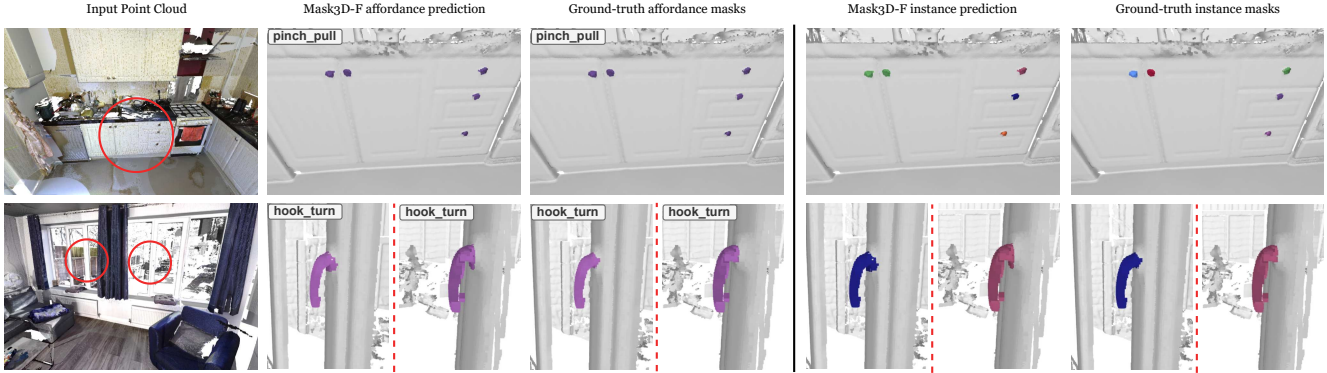 Input Point Cloud
Mask3D-F affordance prediction
Ground-truth affordance masks
Mask3D-F instance prediction
Ground-truth instance masks
pinch_pull
pinch_pull
hook_turn
hook_turn
hook_turn
hook_turn